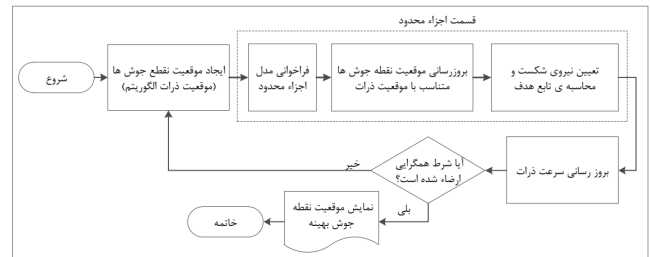 قسمت اجزاء محدود
شروع
ایجاد موقعیت نقطع جوش ها
(موقعیت ذرات الگوریتم)
فراخوانی مدل
اجزاء محدود
بروزرسانی موقعیت نقطه جوش ها
متناسب با موقعیت ذرات
تعیین نیروی شکست و
محاسبه ی تابع هدف
بروز رسانی سرعت ذرات
آیا شرط همگرایی
ارضاء شده است؟
خیر
بلی
نمایش موقعیت نقطه
جوش بهینه
خاتمه